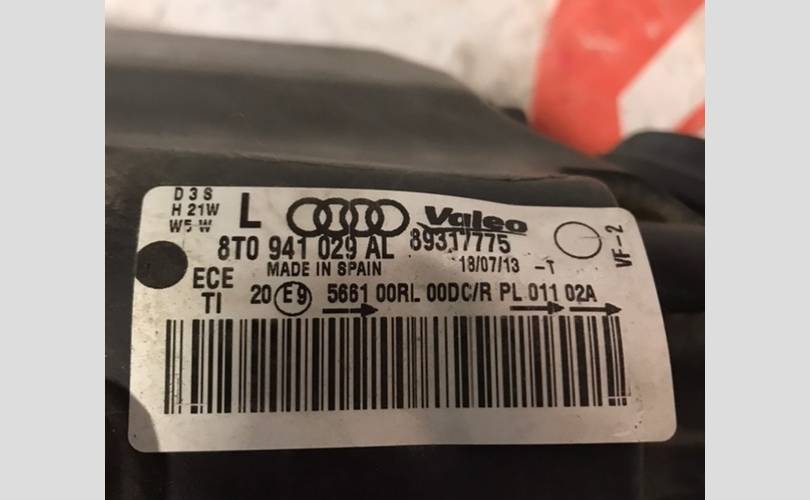 D3S
H 21W
W5W
L
Valeo
8T0 941 029 AL
89317775
MADE IN SPAIN
18/07/13 -T
VF-2
ECE
TI
20 E9 5661 00RL 00DC/R PL 011 02A